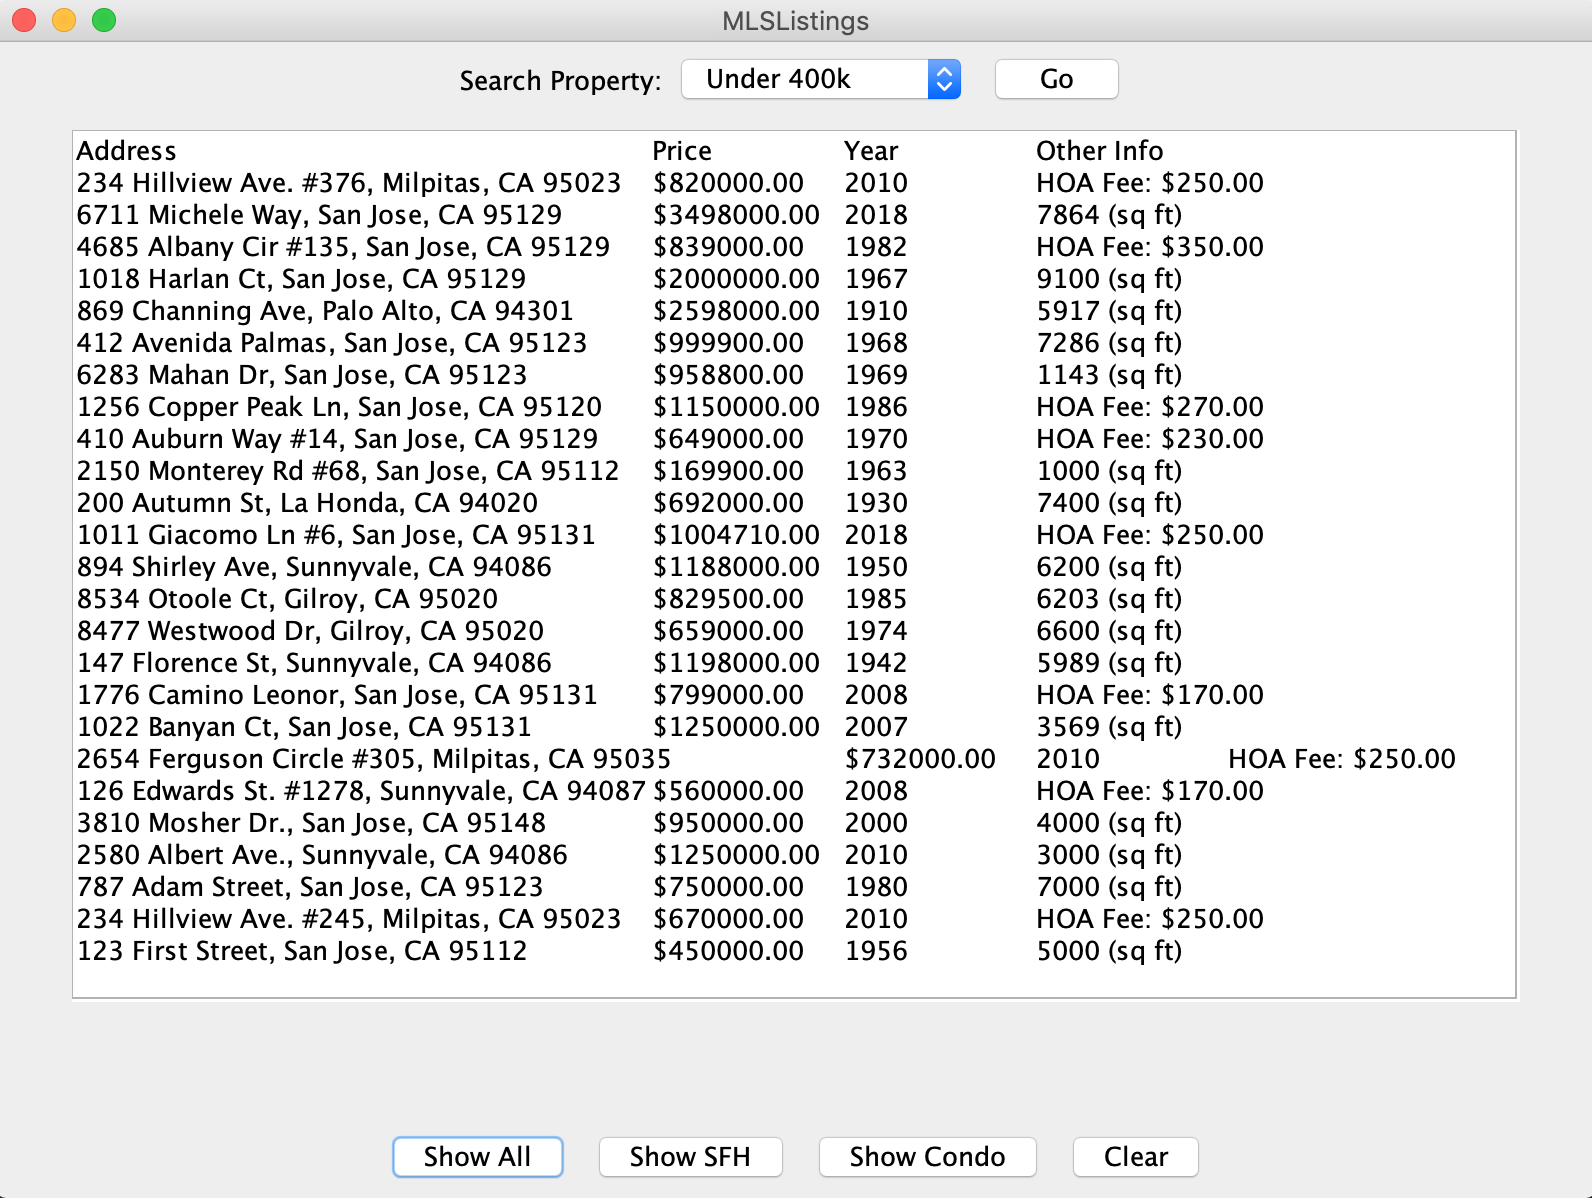 MLSListings
Search Property: Under 400k Go
Address Price Year Other Info
234 Hillview Ave. #376, Milpitas, CA 95023 $820000.00 2010 HOA Fee: $250.00
6711 Michele Way, San Jose, CA 95129 $3498000.00 2018 7864 (sq ft)
4685 Albany Cir #135, San Jose, CA 95129 $839000.00 1982 HOA Fee: $350.00
1018 Harlan Ct, San Jose, CA 95129 $2000000.00 1967 9100 (sq ft)
869 Channing Ave, Palo Alto, CA 94301 $2598000.00 1910 5917 (sq ft)
412 Avenida Palmas, San Jose, CA 95123 $999900.00 1968 7286 (sq ft)
6283 Mahan Dr, San Jose, CA 95123 $958800.00 1969 1143 (sq ft)
1256 Copper Peak Ln, San Jose, CA 95120 $1150000.00 1986 HOA Fee: $270.00
410 Auburn Way #14, San Jose, CA 95129 $649000.00 1970 HOA Fee: $230.00
2150 Monterey Rd #68, San Jose, CA 95112 $169900.00 1963 1000 (sq ft)
200 Autumn St, La Honda, CA 94020 $692000.00 1930 7400 (sq ft)
1011 Giacomo Ln #6, San Jose, CA 95131 $1004710.00 2018 HOA Fee: $250.00
894 Shirley Ave, Sunnyvale, CA 94086 $1188000.00 1950 6200 (sq ft)
8534 Otoole Ct, Gilroy, CA 95020 $829500.00 1985 6203 (sq ft)
8477 Westwood Dr, Gilroy, CA 95020 $659000.00 1974 6600 (sq ft)
147 Florence St, Sunnyvale, CA 94086 $1198000.00 1942 5989 (sq ft)
1776 Camino Leonor, San Jose, CA 95131 $799000.00 2008 HOA Fee: $170.00
1022 Banyan Ct, San Jose, CA 95131 $1250000.00 2007 3569 (sq ft)
2654 Ferguson Circle #305, Milpitas, CA 95035 $732000.00 2010 HOA Fee: $250.00
126 Edwards St. #1278, Sunnyvale, CA 94087 $560000.00 2008 HOA Fee: $170.00
3810 Mosher Dr., San Jose, CA 95148 $950000.00 2000 4000 (sq ft)
2580 Albert Ave., Sunnyvale, CA 94086 $1250000.00 2010 3000 (sq ft)
787 Adam Street, San Jose, CA 95123 $750000.00 1980 7000 (sq ft)
234 Hillview Ave. #245, Milpitas, CA 95023 $670000.00 2010 HOA Fee: $250.00
123 First Street, San Jose, CA 95112 $450000.00 1956 5000 (sq ft)
Show All Show SFH Show Condo Clear